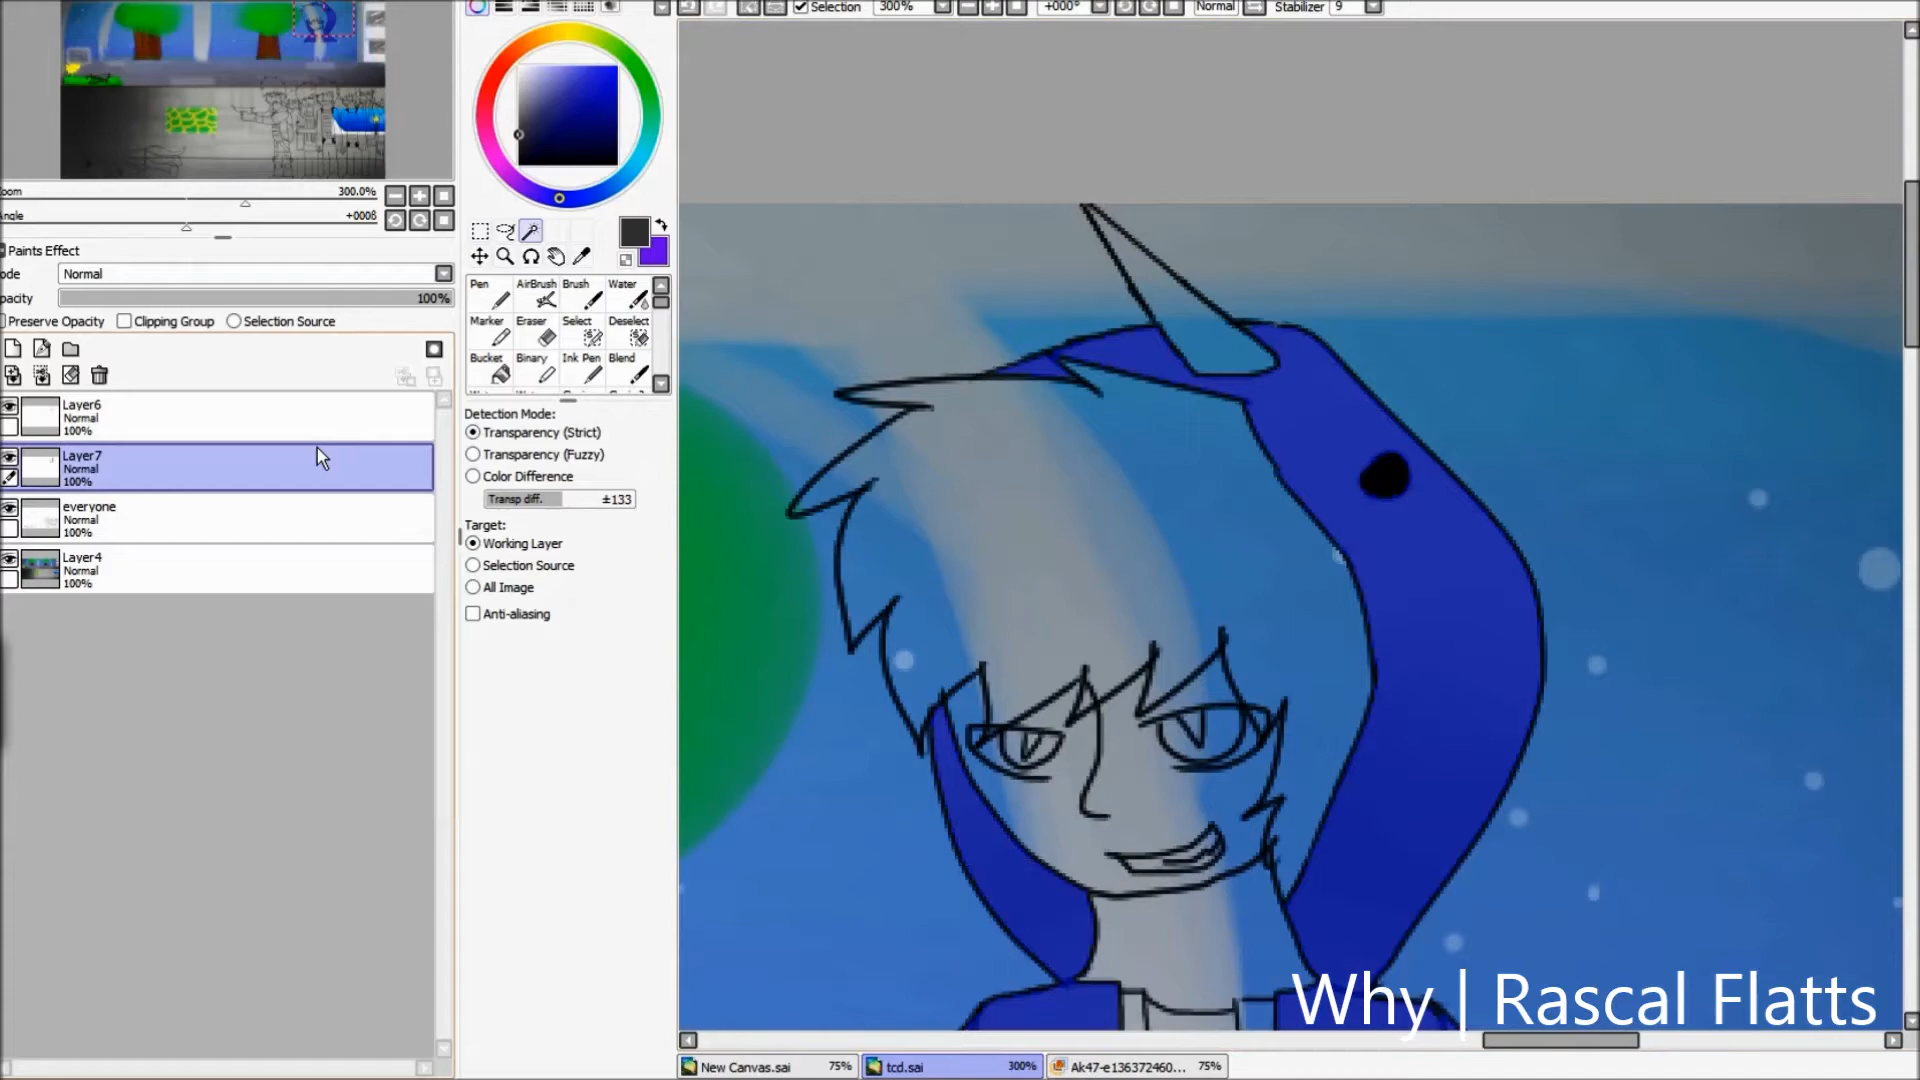 Selection 300% +000° Normal Stabilizer 9
300.0%
+000
Paints Effect
Normal
100%
Preserve Opacity Clipping Group Selection Source
Layer6
Normal
100%
Layer7
Normal
100%
everyone
Normal
100%
Layer4
Normal
100%
Pen AirBrush Brush Water
Marker Eraser Select Deselect
Bucket Binary Ink Pen Blend
Detection Mode:
Transparency (Strict)
Transparency (Fuzzy)
Color Difference
Transp diff. ±133
Target:
Working Layer
Selection Source
All Image
Anti-aliasing
Why | Rascal Flatts
New Canvas.sai 75% tcd.sai 300% Ak47-e136372460... 75%